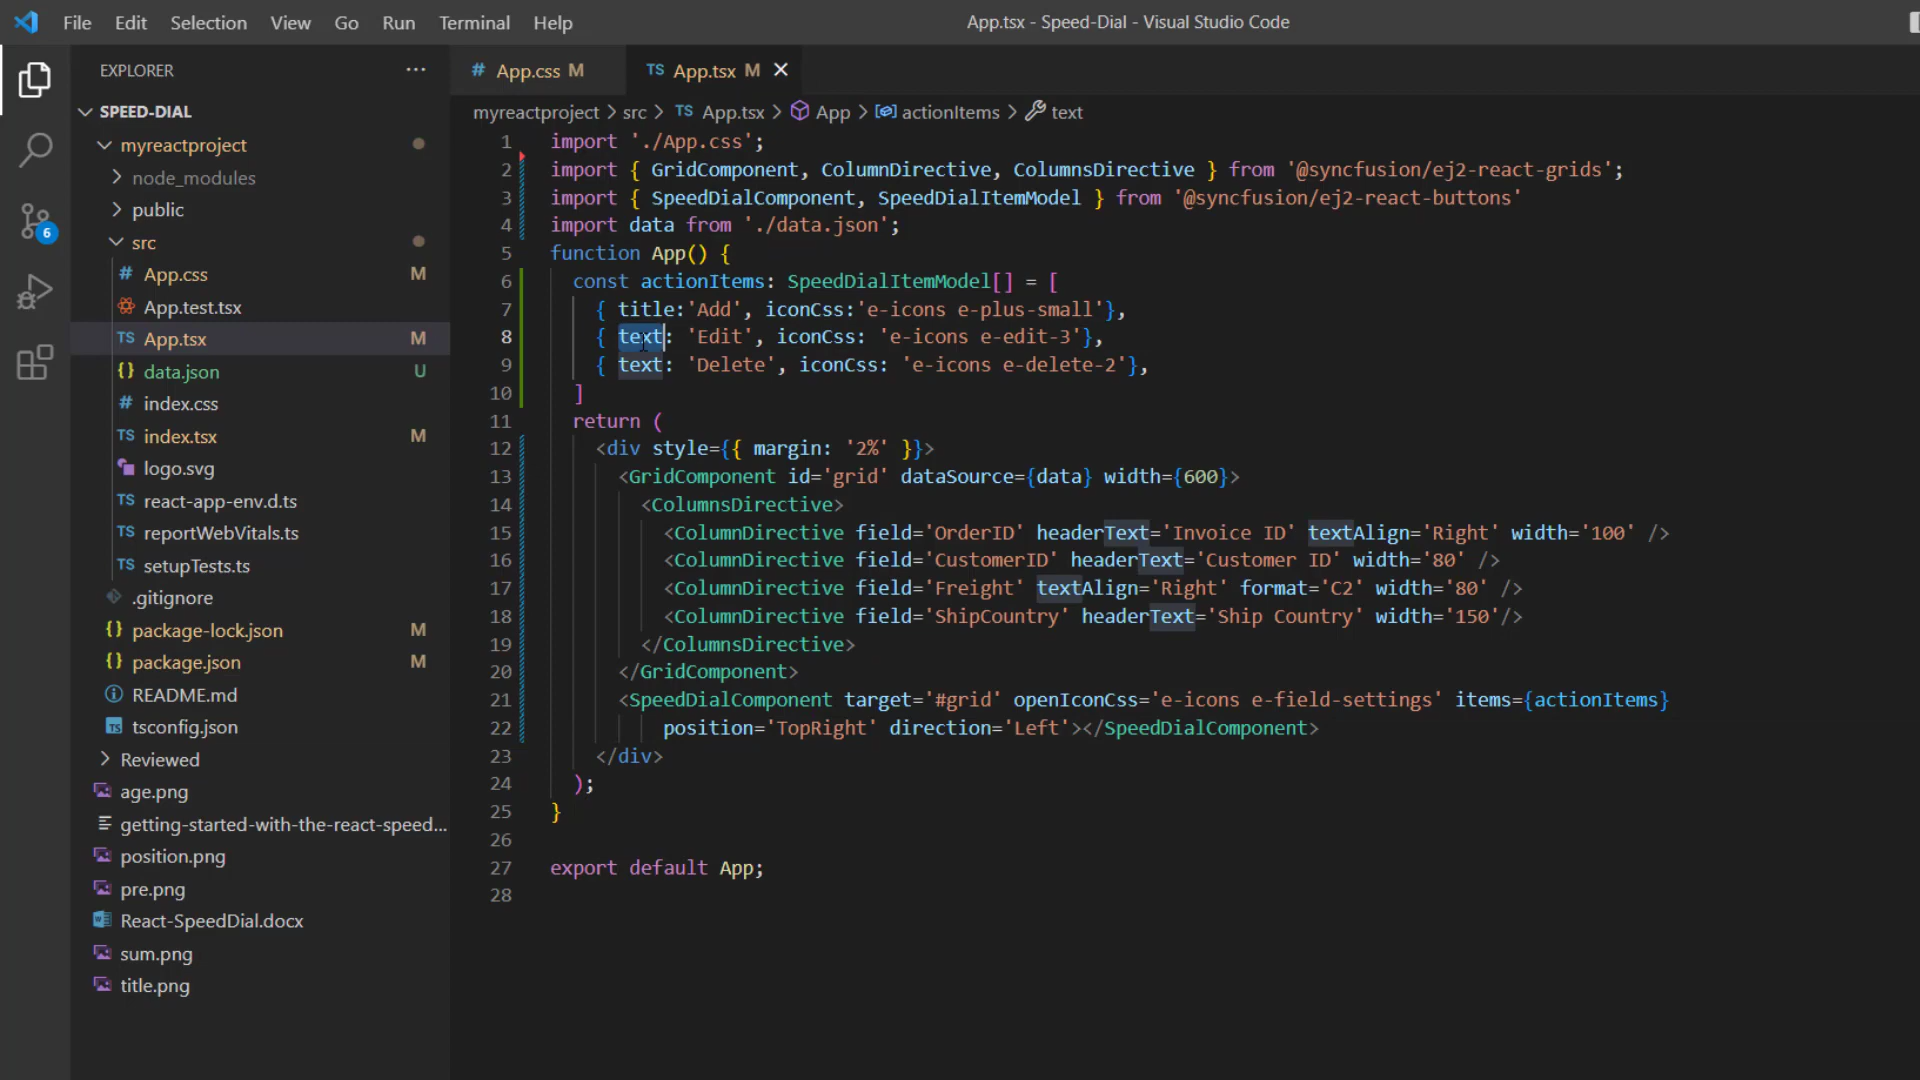 File Edit Selection View Go Run Terminal Help App.tsx - Speed-Dial - Visual Studio Code
EXPLORER ···
# App.css M TS App.tsx M
SPEED-DIAL
myreactproject
node_modules
public
src
# App.css M
App.test.tsx
TS App.tsx M
{} data.json U
# index.css
TS index.tsx M
logo.svg
TS react-app-env.d.ts
TS reportWebVitals.ts
TS setupTests.ts
.gitignore
{} package-lock.json M
{} package.json M
README.md
tsconfig.json
Reviewed
age.png
getting-started-with-the-react-speed...
position.png
pre.png
React-SpeedDial.docx
sum.png
title.png
6
myreactproject > src > TS App.tsx > App > actionItems > text
1 import './App.css';
2 import { GridComponent, ColumnDirective, ColumnsDirective } from '@syncfusion/ej2-react-grids';
3 import { SpeedDialComponent, SpeedDialItemModel } from '@syncfusion/ej2-react-buttons'
4 import data from './data.json';
5 function App() {
6 const actionItems: SpeedDialItemModel[] = [
7 { title:'Add', iconCss:'e-icons e-plus-small'},
8 { text: 'Edit', iconCss: 'e-icons e-edit-3'},
9 { text: 'Delete', iconCss: 'e-icons e-delete-2'},
10 ]
11 return (
12 <div style={{ margin: '2%' }}>
13 <GridComponent id='grid' dataSource={data} width={600}>
14 <ColumnsDirective>
15 <ColumnDirective field='OrderID' headerText='Invoice ID' textAlign='Right' width='100' />
16 <ColumnDirective field='CustomerID' headerText='Customer ID' width='80' />
17 <ColumnDirective field='Freight' textAlign='Right' format='C2' width='80' />
18 <ColumnDirective field='ShipCountry' headerText='Ship Country' width='150'/>
19 </ColumnsDirective>
20 </GridComponent>
21 <SpeedDialComponent target='#grid' openIconCss='e-icons e-field-settings' items={actionItems}
22 position='TopRight' direction='Left'></SpeedDialComponent>
23 </div>
24 );
25 }
26
27 export default App;
28